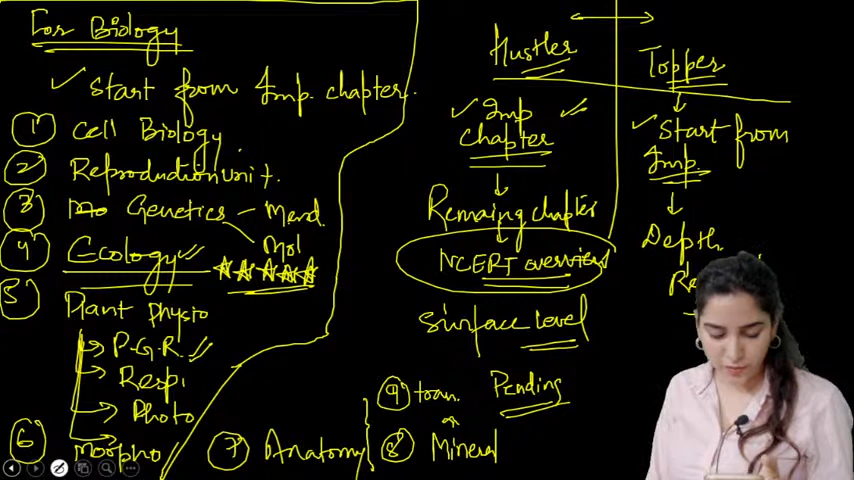 For Biology
✓ Start from Imp. chapter.
① Cell Biology
② Reproduction unit.
③ Genetics - Mend.
Mol
④ Ecology ✓ ☆☆☆☆☆
⑤ Plant Physio
→ P.G.R. ✓
→ Respi
→ Photo
⑥ Morpho
⑦ Anatomy
⑧ Mineral
⑨ tran.
Hustler
✓ Imp ✓
chapter
↓
Remaing chapter
↓
NCERT overview
Surface level
Pending
Topper
↓
✓ Start from
Imp.
↓
Depth